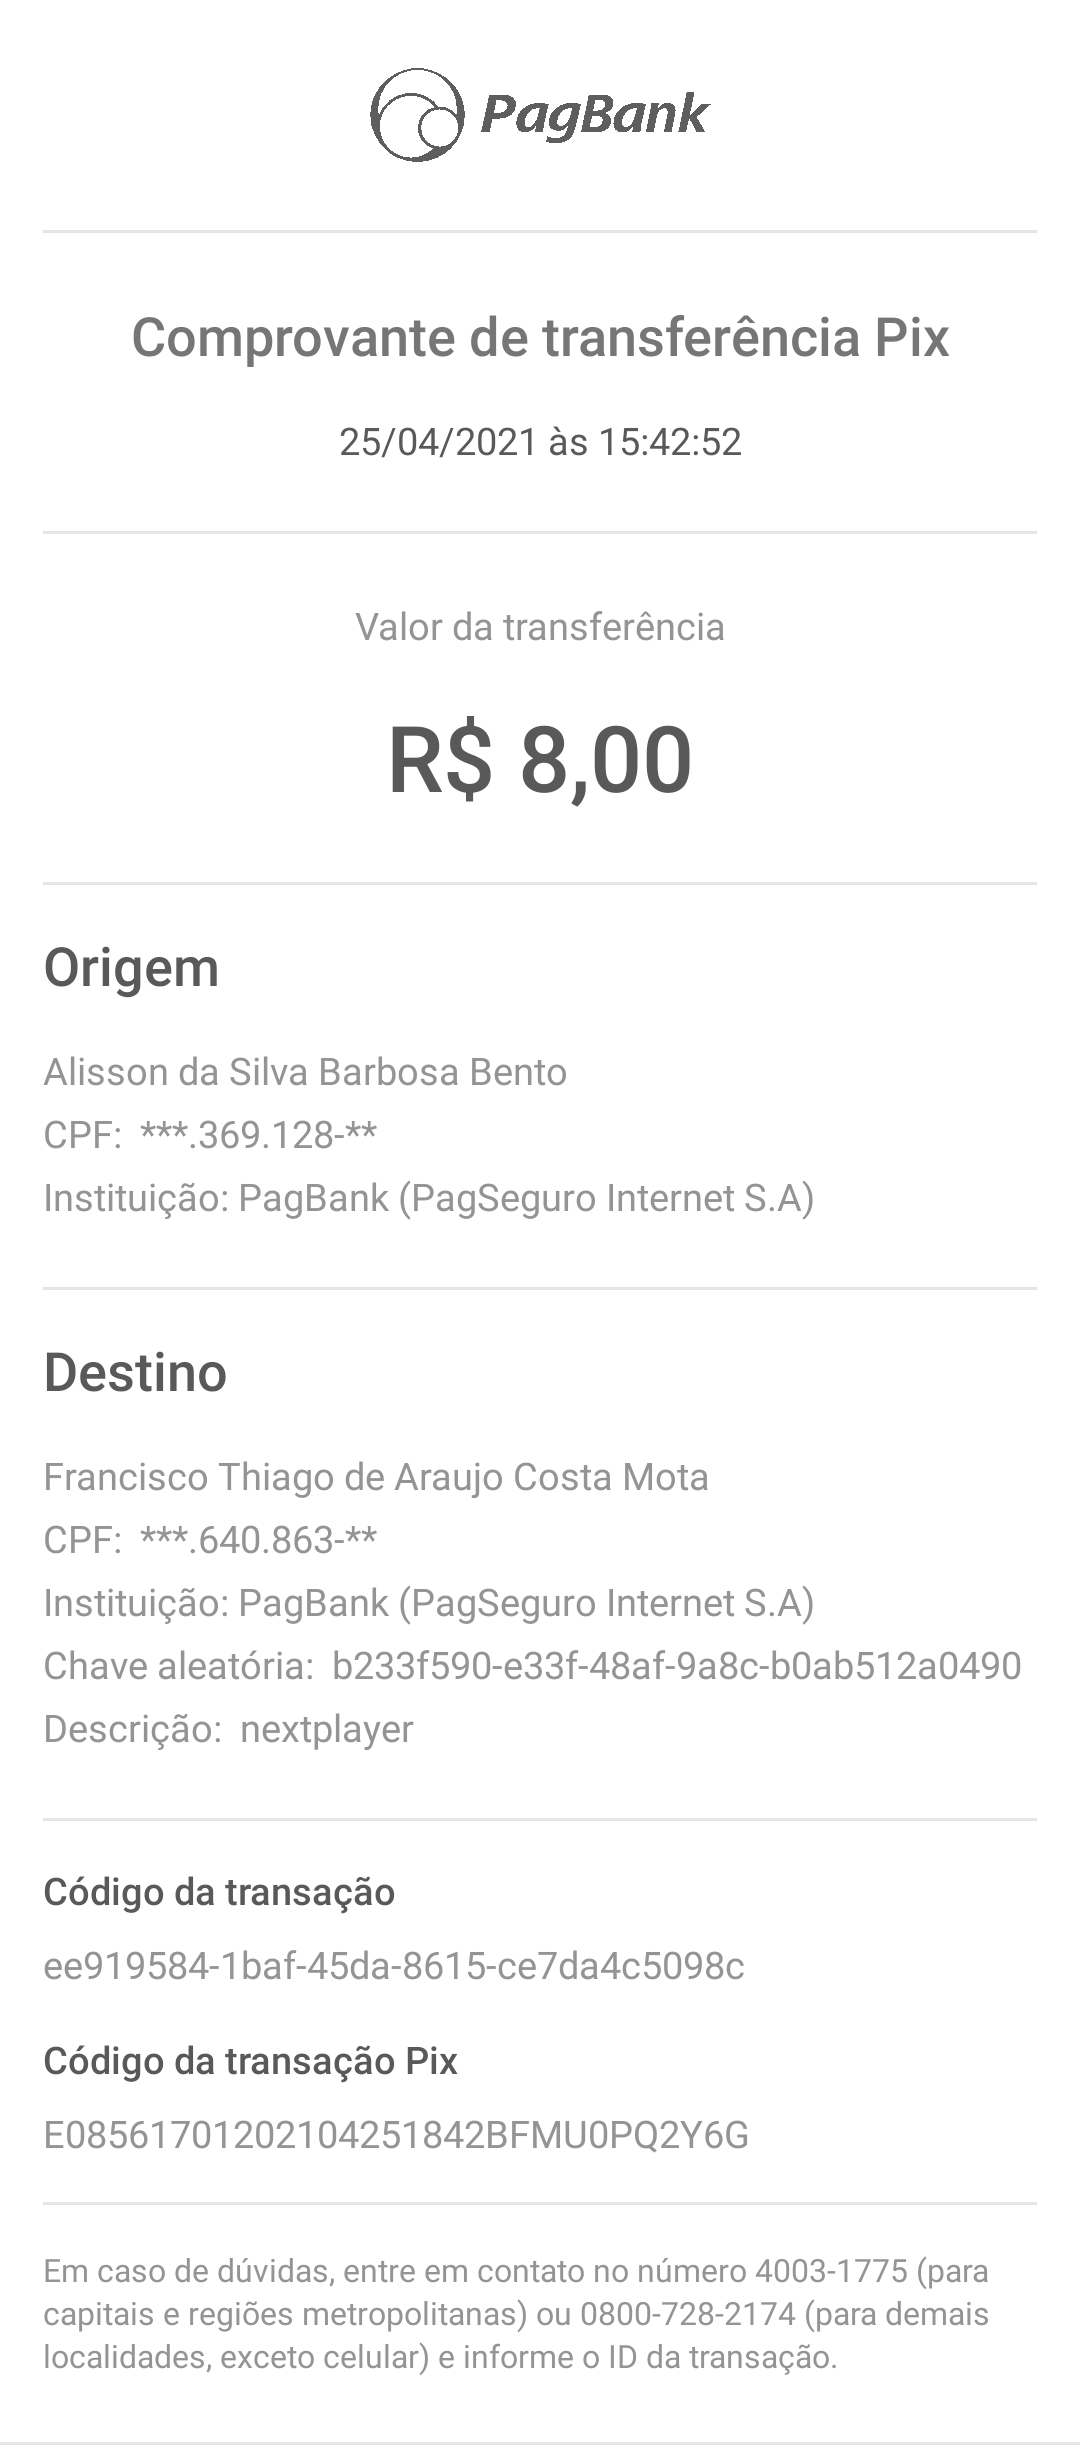 PagBank
Comprovante de transferência Pix
25/04/2021 às 15:42:52
Valor da transferência
R$ 8,00
Origem
Alisson da Silva Barbosa Bento
CPF: ***.369.128-**
Instituição: PagBank (PagSeguro Internet S.A)
Destino
Francisco Thiago de Araujo Costa Mota
CPF: ***.640.863-**
Instituição: PagBank (PagSeguro Internet S.A)
Chave aleatória: b233f590-e33f-48af-9a8c-b0ab512a0490
Descrição: nextplayer
Código da transação
ee919584-1baf-45da-8615-ce7da4c5098c
Código da transação Pix
E08561701202104251842BFMU0PQ2Y6G
Em caso de dúvidas, entre em contato no número 4003-1775 (para
capitais e regiões metropolitanas) ou 0800-728-2174 (para demais
localidades, exceto celular) e informe o ID da transação.